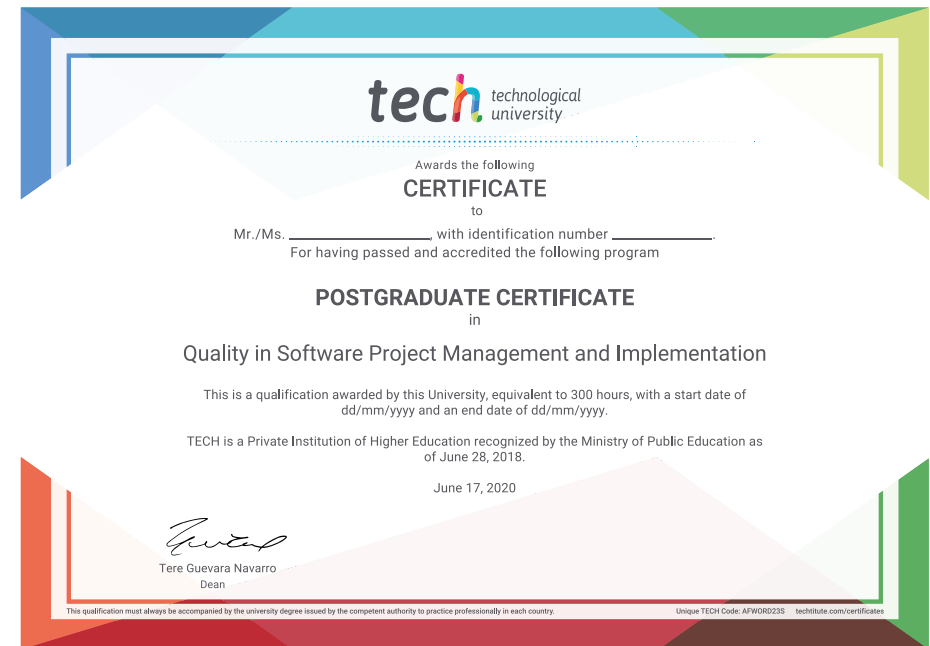 tech technological
university
Awards the following
CERTIFICATE
to
Mr./Ms. ____________________, with identification number ______________.
For having passed and accredited the following program
POSTGRADUATE CERTIFICATE
in
Quality in Software Project Management and Implementation
This is a qualification awarded by this University, equivalent to 300 hours, with a start date of
dd/mm/yyyy and an end date of dd/mm/yyyy.
TECH is a Private Institution of Higher Education recognized by the Ministry of Public Education as
of June 28, 2018.
June 17, 2020
Tere Guevara Navarro
Dean
This qualification must always be accompanied by the university degree issued by the competent authority to practice professionally in each country. Unique TECH Code: AFWORD23S techtitute.com/certificates